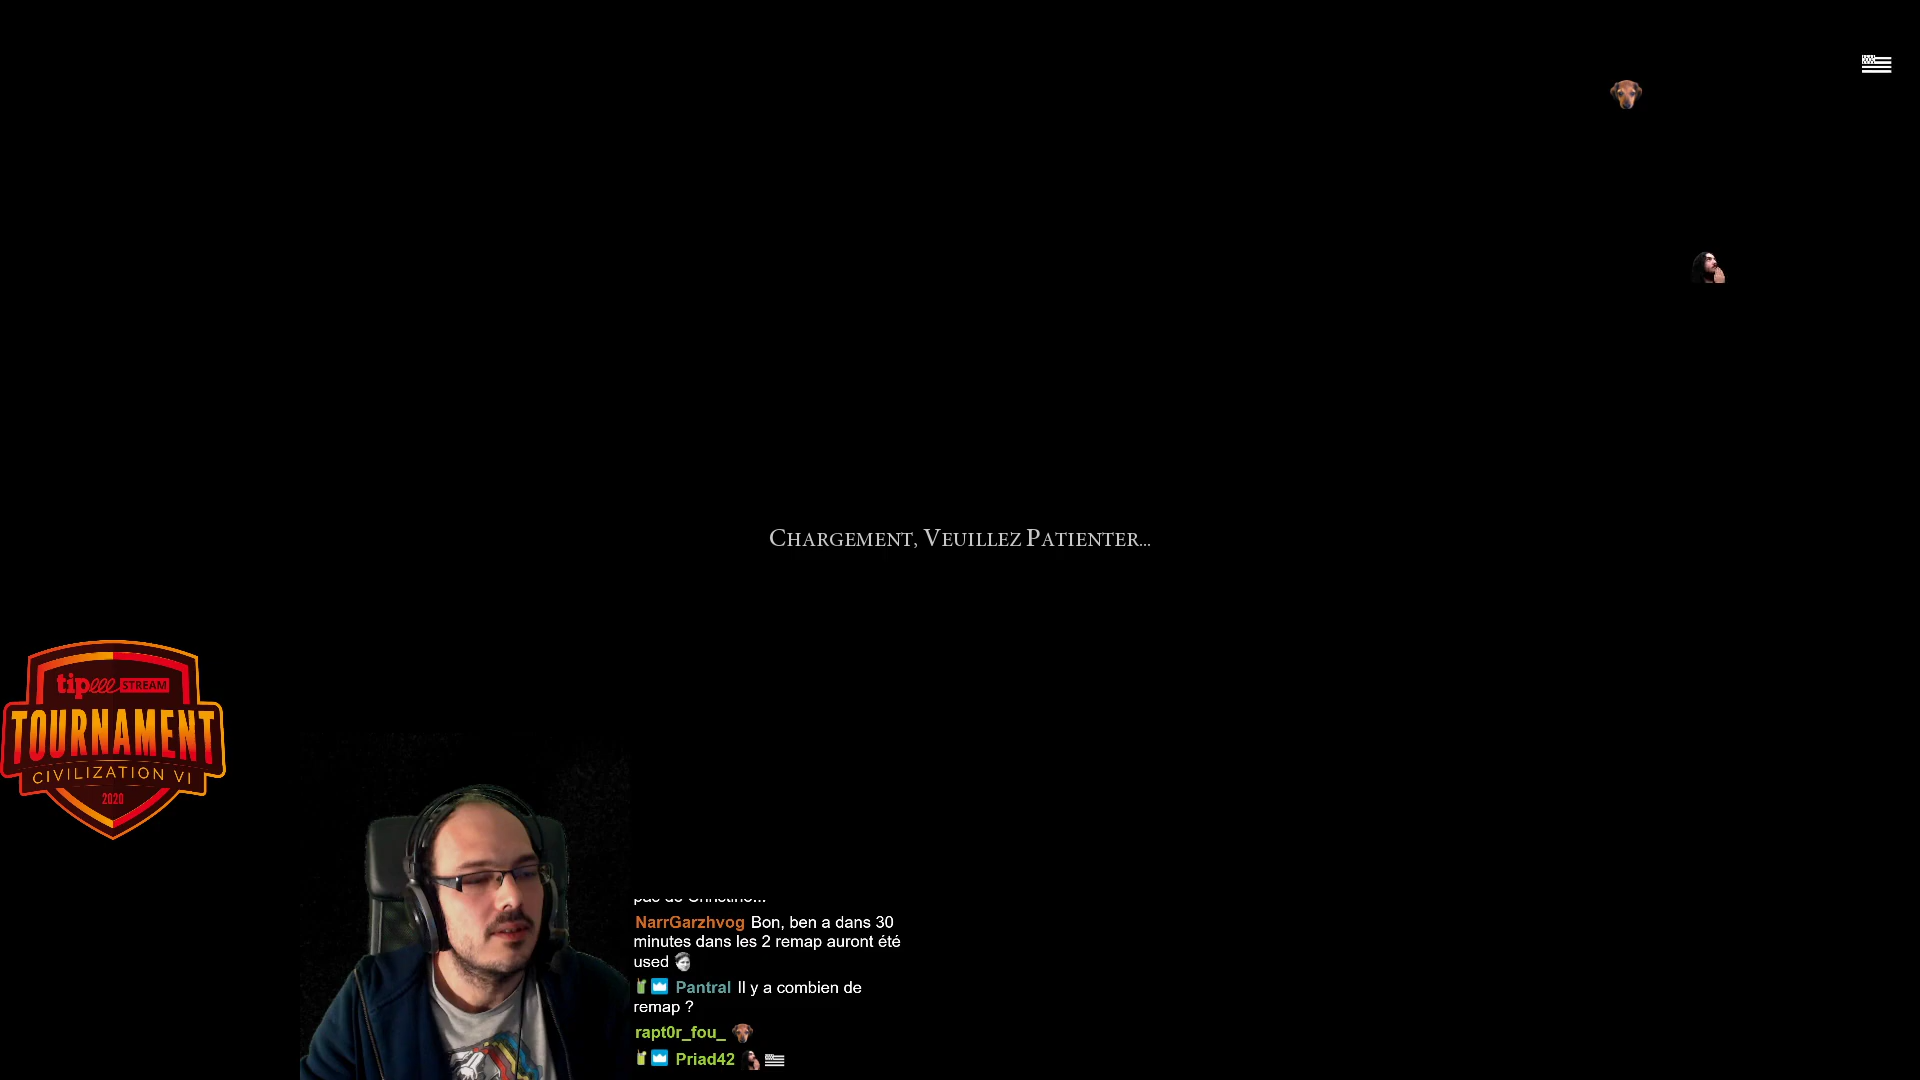 Chargement, Veuillez Patienter...
tipeee STREAM
TOURNAMENT
CIVILIZATION VI
2020
NarrGarzhvog Bon, ben a dans 30
minutes dans les 2 remap auront été
used
Pantral Il y a combien de
remap ?
rapt0r_fou_
Priad42